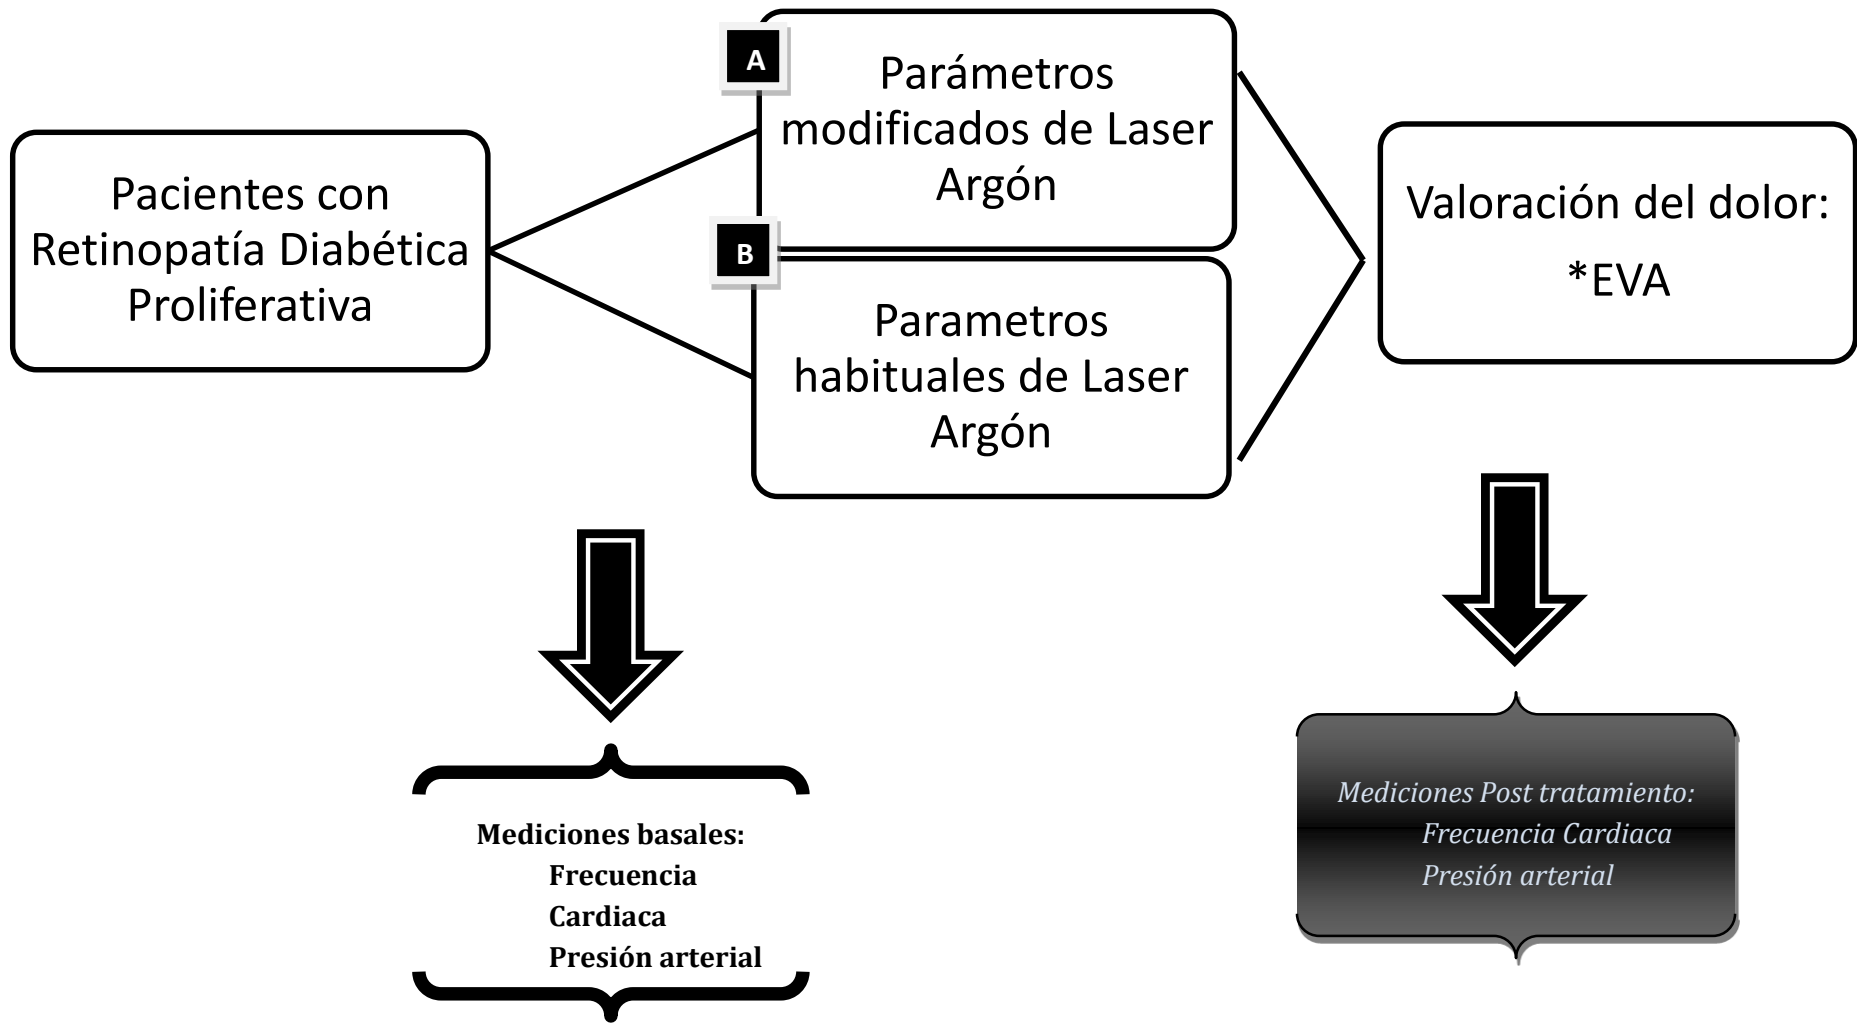 Pacientes con
Retinopatía Diabética
Proliferativa
A
Parámetros
modificados de Laser
Argón
B
Parametros
habituales de Laser
Argón
Valoración del dolor:
*EVA
Mediciones basales:
Frecuencia
Cardiaca
Presión arterial
Mediciones Post tratamiento:
Frecuencia Cardiaca
Presión arterial